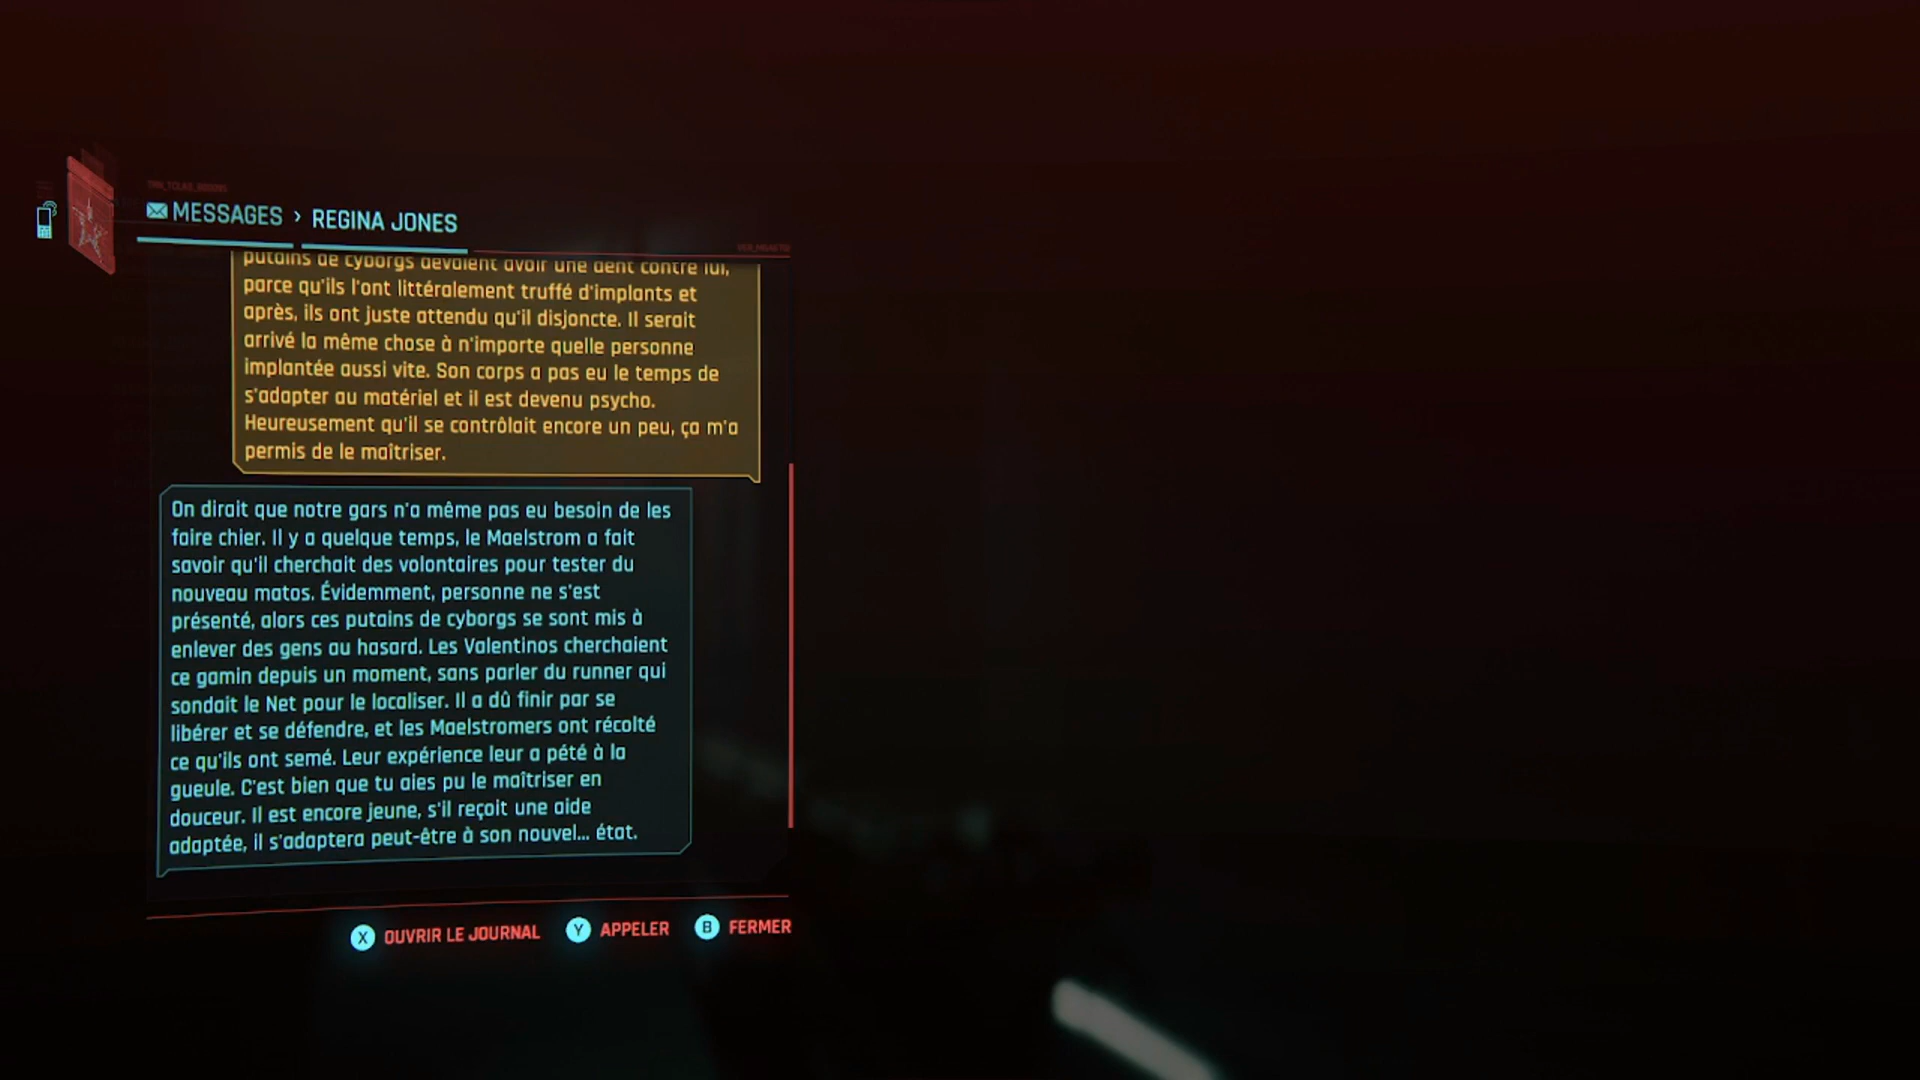 MESSAGES › REGINA JONES
putains de cyborgs devaient avoir une dent contre lui,
parce qu'ils l'ont littéralement truffé d'implants et
après, ils ont juste attendu qu'il disjoncte. Il serait
arrivé la même chose à n'importe quelle personne
implantée aussi vite. Son corps a pas eu le temps de
s'adapter au matériel et il est devenu psycho.
Heureusement qu'il se contrôlait encore un peu, ça m'a
permis de le maîtriser.
On dirait que notre gars n'a même pas eu besoin de les
faire chier. Il y a quelque temps, le Maelstrom a fait
savoir qu'il cherchait des volontaires pour tester du
nouveau matos. Évidemment, personne ne s'est
présenté, alors ces putains de cyborgs se sont mis à
enlever des gens au hasard. Les Valentinos cherchaient
ce gamin depuis un moment, sans parler du runner qui
sondait le Net pour le localiser. Il a dû finir par se
libérer et se défendre, et les Maelstromers ont récolté
ce qu'ils ont semé. Leur expérience leur a pété à la
gueule. C'est bien que tu aies pu le maîtriser en
douceur. Il est encore jeune, s'il reçoit une aide
adaptée, il s'adaptera peut-être à son nouvel... état.
X OUVRIR LE JOURNAL Y APPELER B FERMER